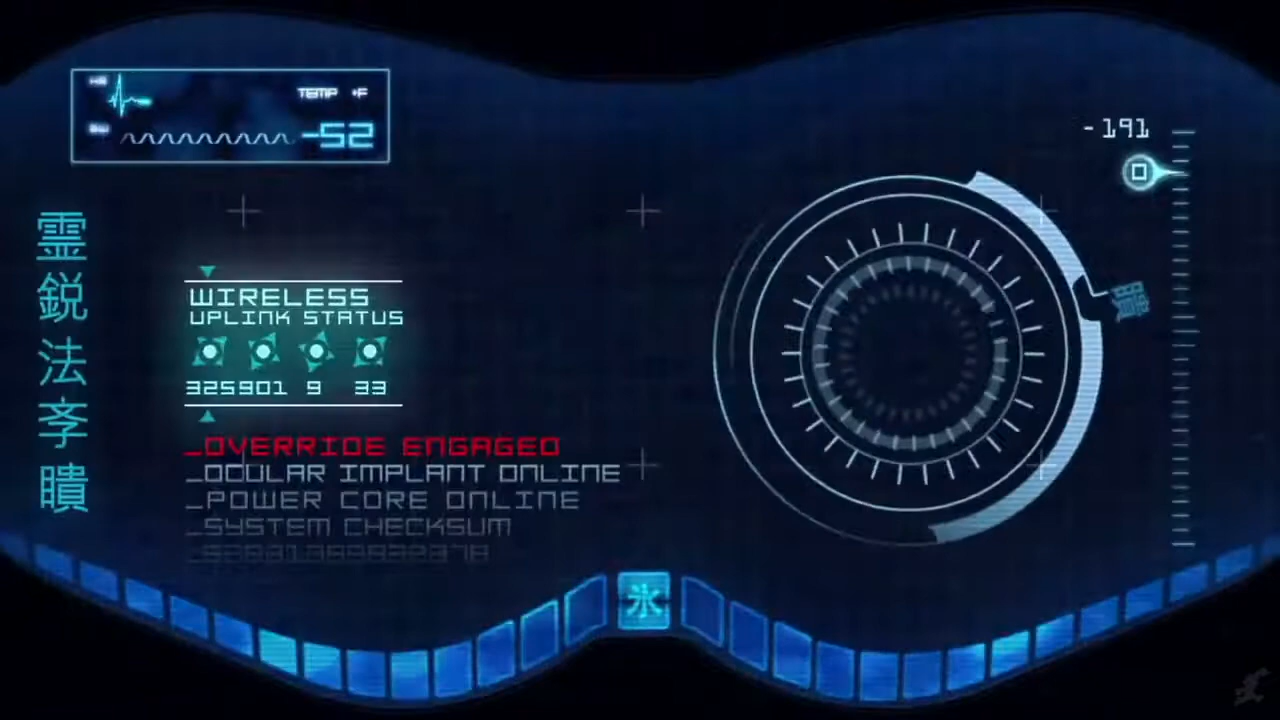 HR
TEMP °F
-52
-191
霊鋭法孝瞶
WIRELESS
UPLINK STATUS
325901 9 33
_OVERRIDE ENGAGED
_OCULAR IMPLANT ONLINE
_POWER CORE ONLINE
_SYSTEM CHECKSUM
氷